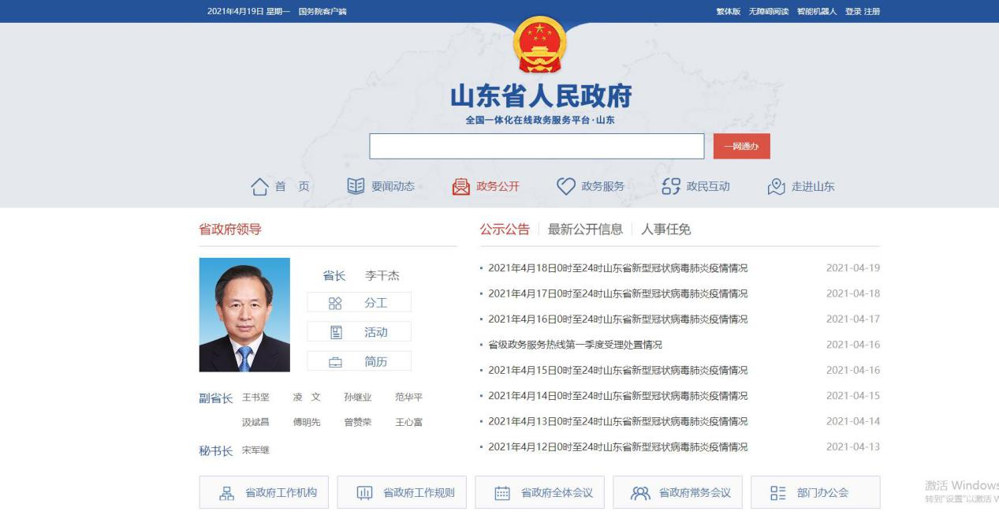 2021年4月19日 星期一 国务院客户端
繁体版 无障碍阅读 智能机器人 登录 注册
山东省人民政府
全国一体化在线政务服务平台·山东
一网通办
首 页 要闻动态 政务公开 政务服务 政民互动 走进山东
省政府领导
省长 李干杰
分工
活动
简历
副省长 王书坚 凌 文 孙继业 范华平
汲斌昌 傅明先 曾赞荣 王心富
秘书长 宋军继
公示公告 最新公开信息 人事任免
2021年4月18日0时至24时山东省新型冠状病毒肺炎疫情情况 2021-04-19
2021年4月17日0时至24时山东省新型冠状病毒肺炎疫情情况 2021-04-18
2021年4月16日0时至24时山东省新型冠状病毒肺炎疫情情况 2021-04-17
省级政务服务热线第一季度受理处置情况 2021-04-16
2021年4月15日0时至24时山东省新型冠状病毒肺炎疫情情况 2021-04-16
2021年4月14日0时至24时山东省新型冠状病毒肺炎疫情情况 2021-04-15
2021年4月13日0时至24时山东省新型冠状病毒肺炎疫情情况 2021-04-14
2021年4月12日0时至24时山东省新型冠状病毒肺炎疫情情况 2021-04-13
省政府工作机构 省政府工作规则 省政府全体会议 省政府常务会议 部门办公会
激活 Windows
转到"设置"以激活 W